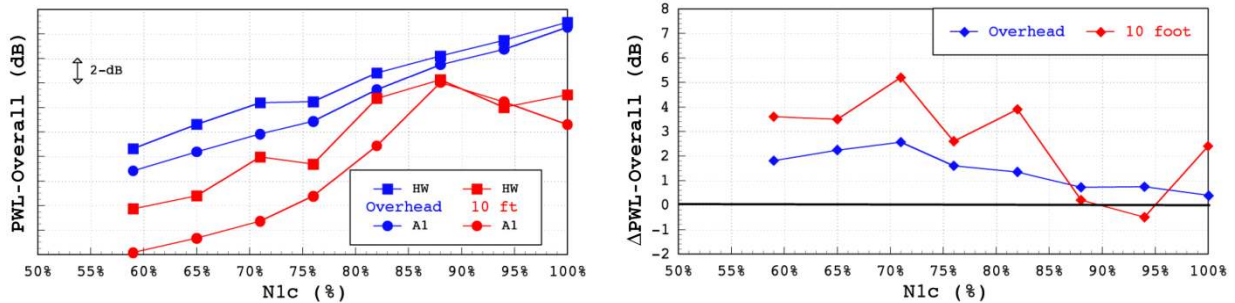 PWL-Overall (dB)
2-dB
HW HW
Overhead 10 ft
Al Al
50% 55% 60% 65% 70% 75% 80% 85% 90% 95% 100%
N1c (%)
ΔPWL-Overall (dB)
8
7
6
5
4
3
2
1
0
-1
-2
Overhead 10 foot
50% 55% 60% 65% 70% 75% 80% 85% 90% 95% 100%
N1c (%)